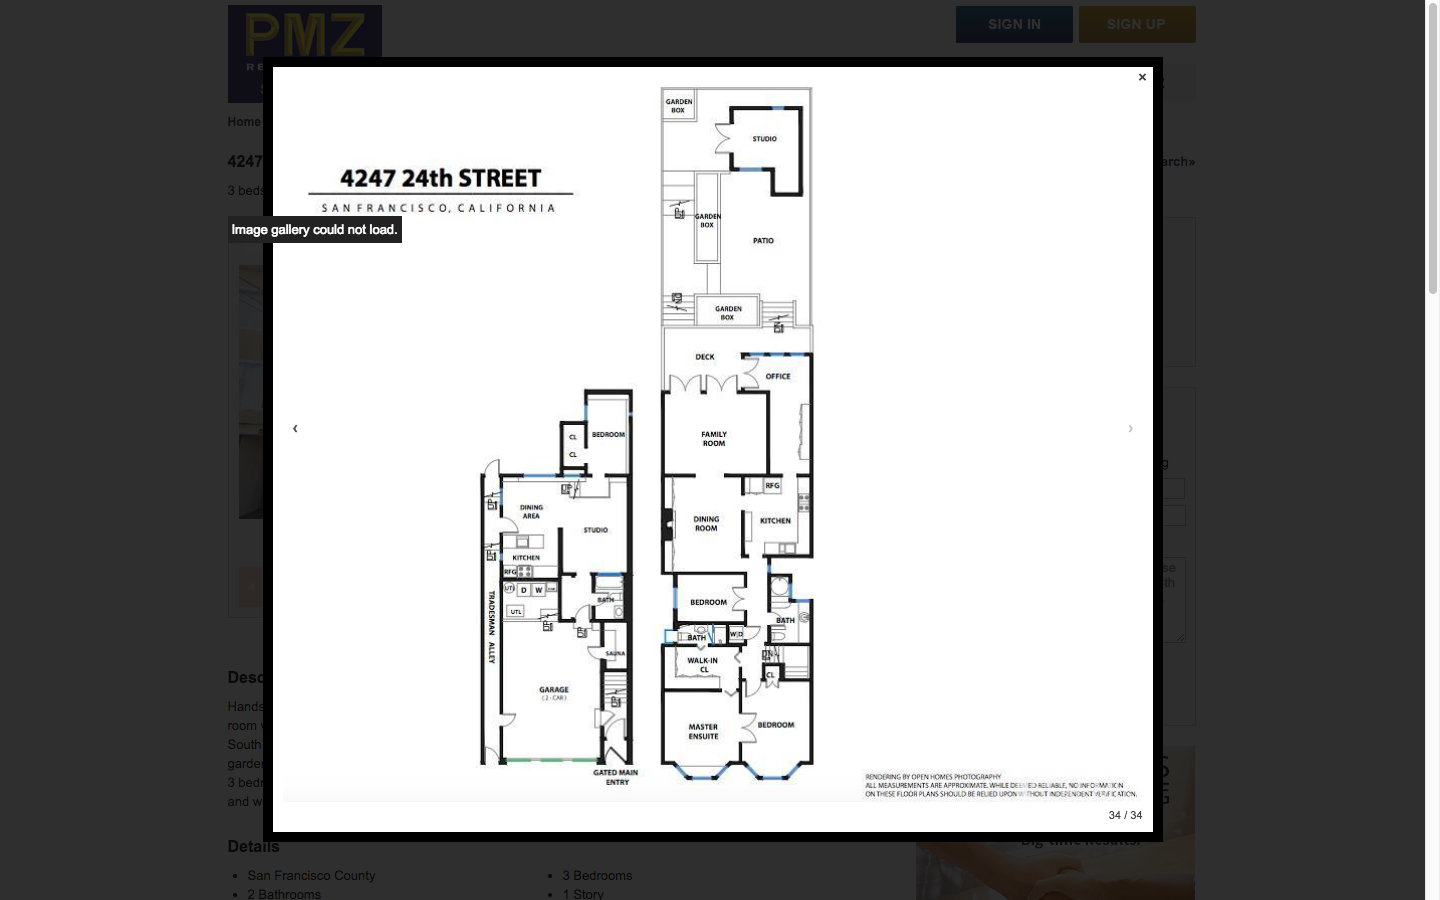 PMZ
RE
SIGN IN
SIGN UP
Home
4247
arch»
3 beds
4247 24th STREET
SAN FRANCISCO, CALIFORNIA
Image gallery could not load.
GARDEN
BOX
STUDIO
GARDEN
BOX
PATIO
GARDEN
BOX
DECK
OFFICE
FAMILY
ROOM
RFG
DINING
ROOM
KITCHEN
BEDROOM
BATH
BATH
W D
WALK-IN
CL
CL
MASTER
ENSUITE
BEDROOM
CL
CL
BEDROOM
DINING
AREA
STUDIO
KITCHEN
RFG
UTL
D
W
UTL
BATH
TRADESMAN ALLEY
SAUNA
GARAGE
(2 - CAR)
GATED MAIN
ENTRY
RENDERING BY OPEN HOMES PHOTOGRAPHY
ALL MEASUREMENTS ARE APPROXIMATE. WHILE DEEMED RELIABLE, NO INFORMATION
ON THESE FLOOR PLANS SHOULD BE RELIED UPON WITHOUT INDEPENDENT VERIFICATION.
34 / 34
Desc
Hands
room w
South
garde
3 bedr
and w
Details
San Francisco County
3 Bedrooms
2 Bathrooms
1 Story